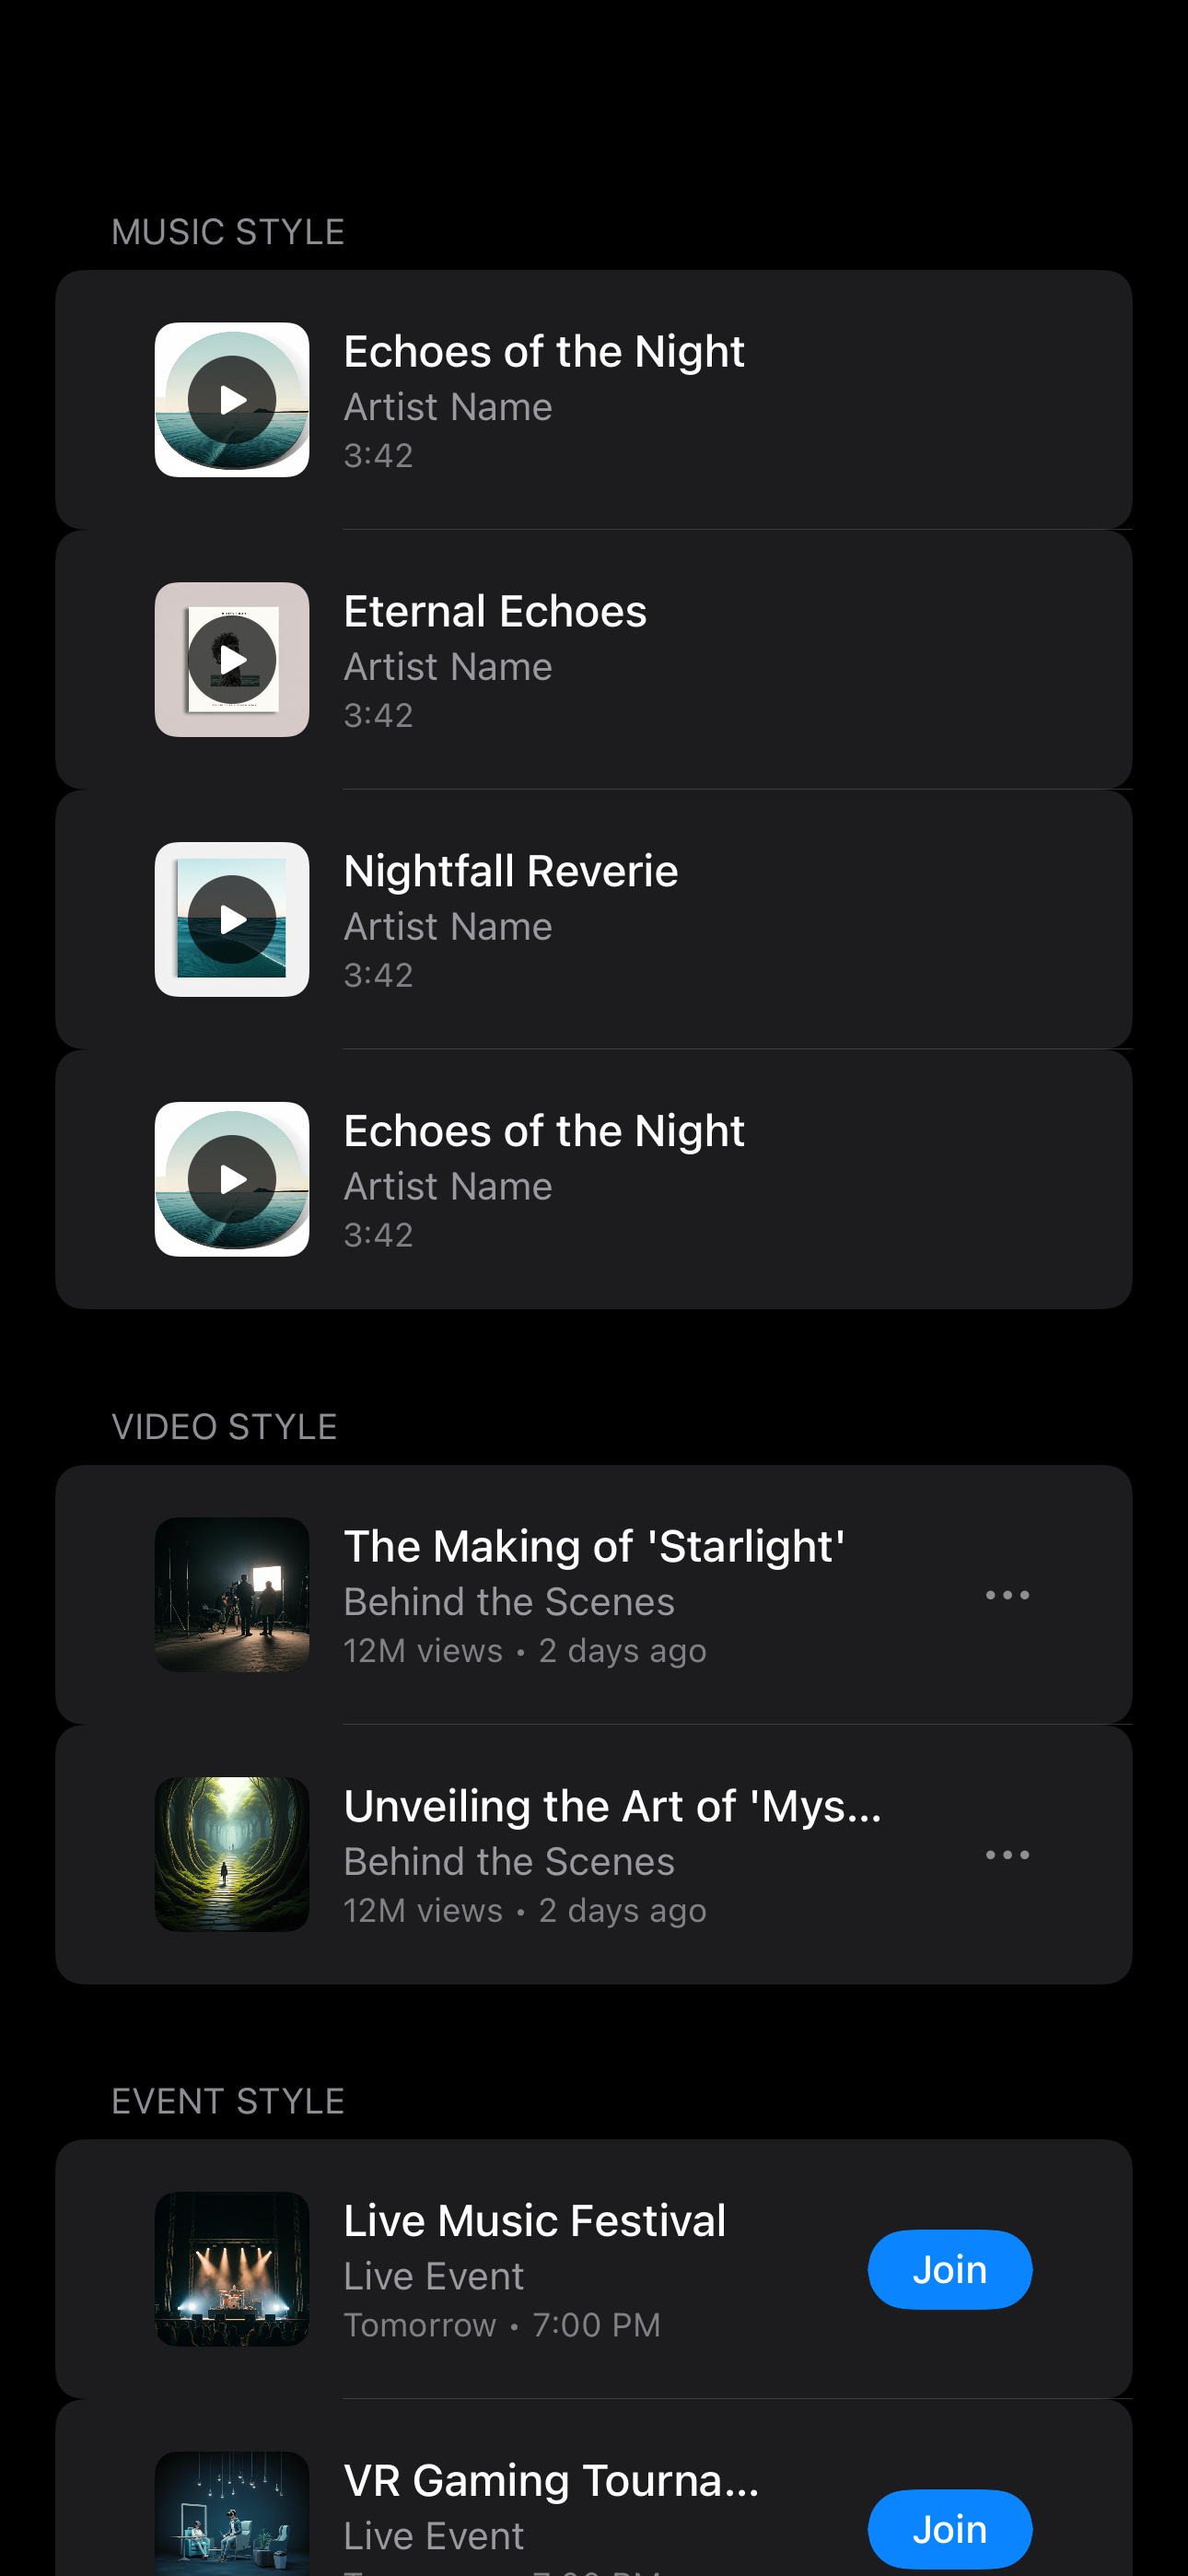 MUSIC STYLE
Echoes of the Night
Artist Name
3:42
Eternal Echoes
Artist Name
3:42
Nightfall Reverie
Artist Name
3:42
Echoes of the Night
Artist Name
3:42
VIDEO STYLE
The Making of 'Starlight'
Behind the Scenes
12M views • 2 days ago
Unveiling the Art of 'Mys...
Behind the Scenes
12M views • 2 days ago
EVENT STYLE
Live Music Festival
Live Event
Tomorrow • 7:00 PM
Join
VR Gaming Tourna...
Live Event
Join